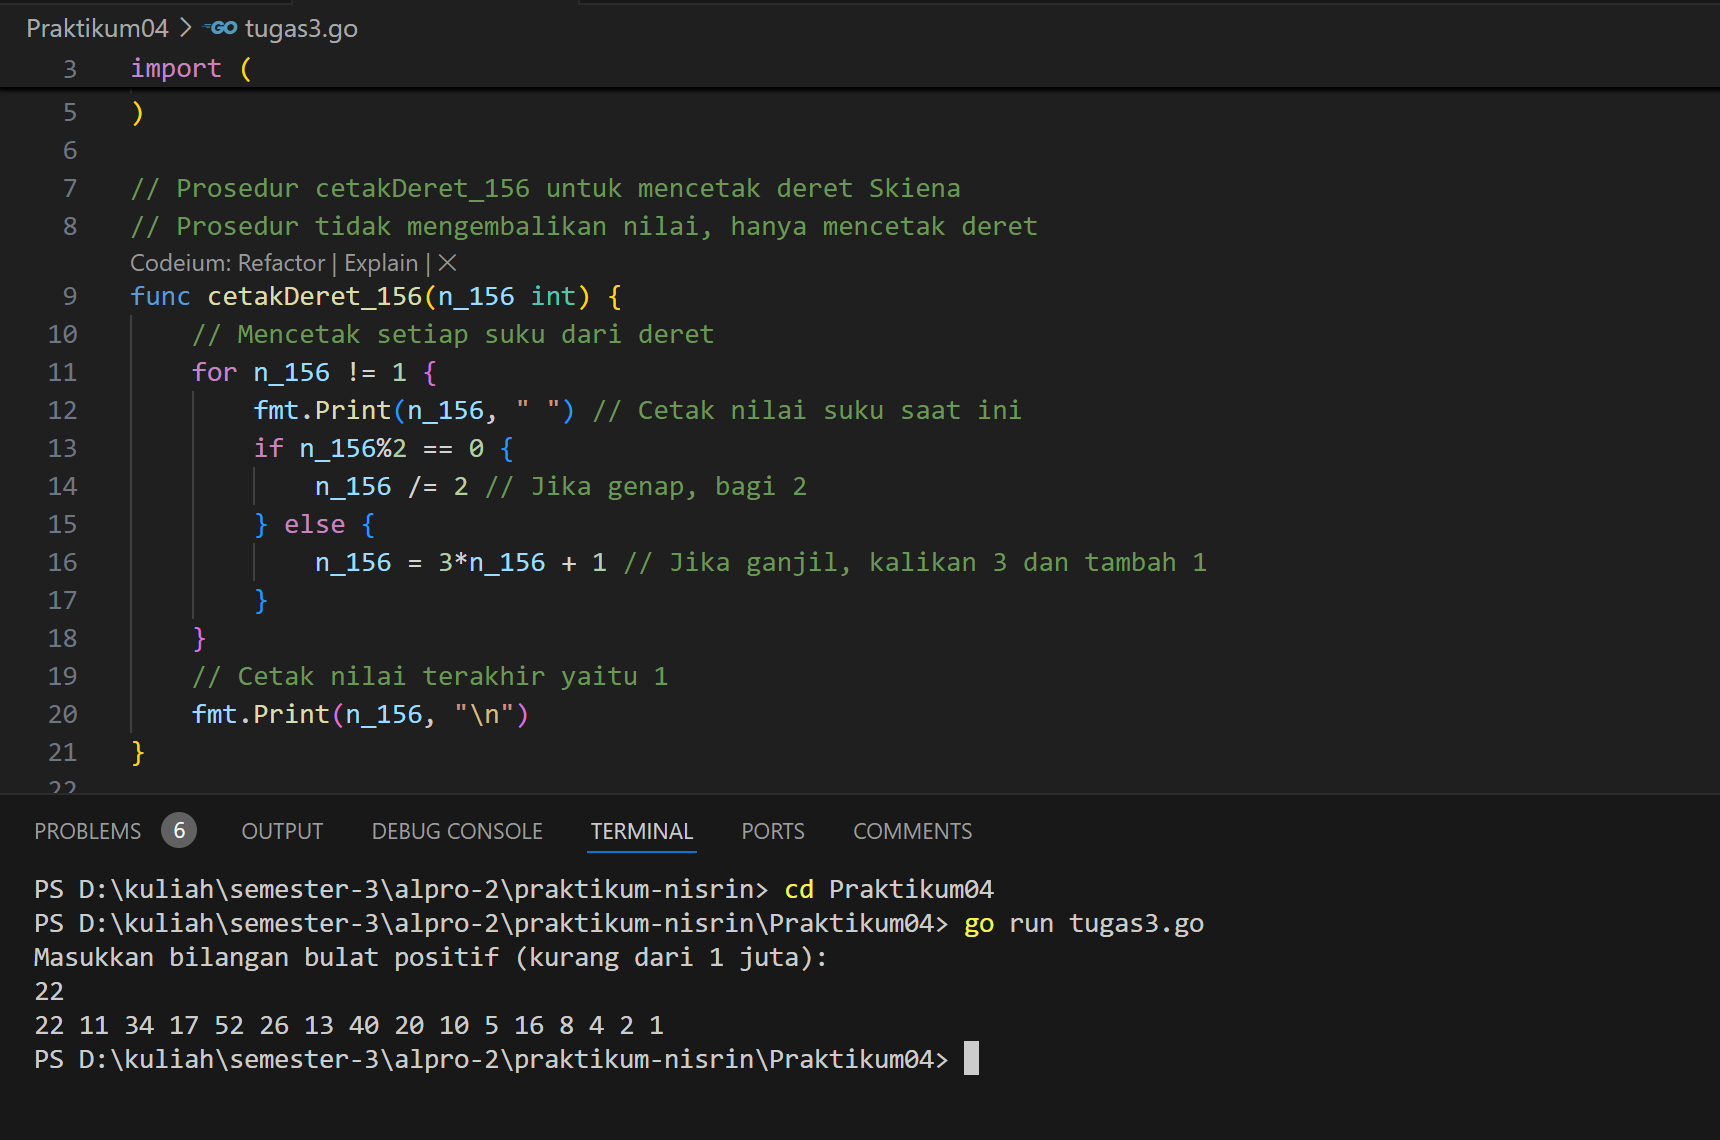 Praktikum04 > GO tugas3.go
3 import (
5 )
6
7 // Prosedur cetakDeret_156 untuk mencetak deret Skiena
8 // Prosedur tidak mengembalikan nilai, hanya mencetak deret
Codeium: Refactor | Explain | ✕
9 func cetakDeret_156(n_156 int) {
10 // Mencetak setiap suku dari deret
11 for n_156 != 1 {
12 fmt.Print(n_156, " ") // Cetak nilai suku saat ini
13 if n_156%2 == 0 {
14 n_156 /= 2 // Jika genap, bagi 2
15 } else {
16 n_156 = 3*n_156 + 1 // Jika ganjil, kalikan 3 dan tambah 1
17 }
18 }
19 // Cetak nilai terakhir yaitu 1
20 fmt.Print(n_156, "\n")
21 }
22
PROBLEMS 6 OUTPUT DEBUG CONSOLE TERMINAL PORTS COMMENTS
PS D:\kuliah\semester-3\alpro-2\praktikum-nisrin> cd Praktikum04
PS D:\kuliah\semester-3\alpro-2\praktikum-nisrin\Praktikum04> go run tugas3.go
Masukkan bilangan bulat positif (kurang dari 1 juta):
22
22 11 34 17 52 26 13 40 20 10 5 16 8 4 2 1
PS D:\kuliah\semester-3\alpro-2\praktikum-nisrin\Praktikum04>